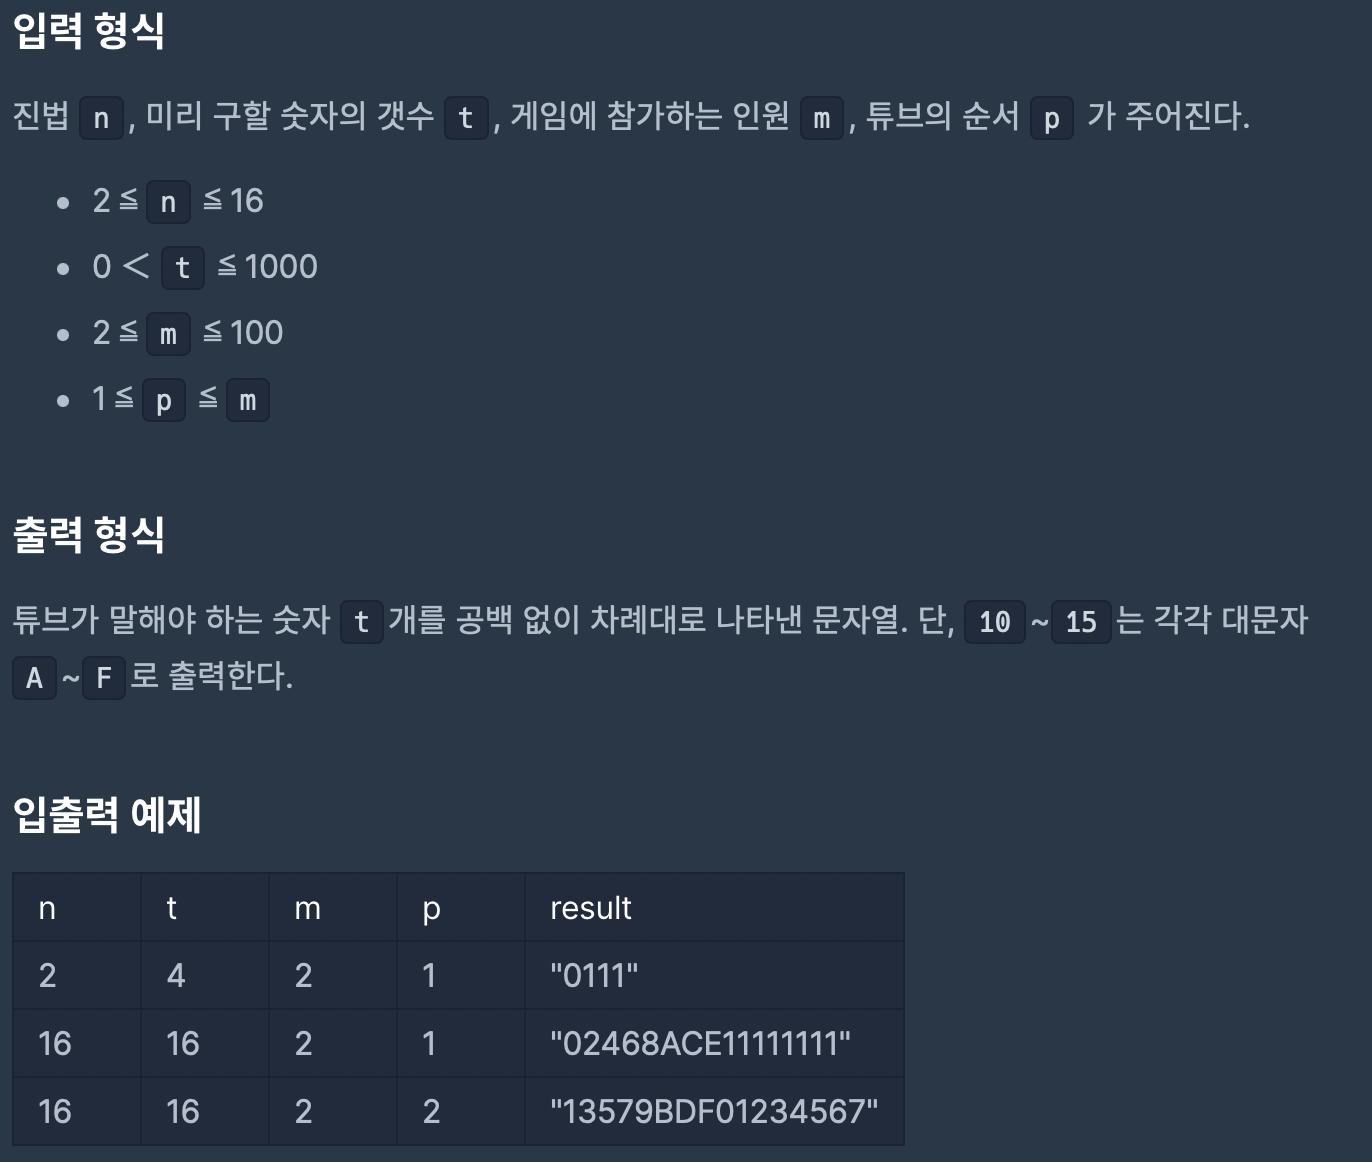 입력 형식
진법 n, 미리 구할 숫자의 갯수 t, 게임에 참가하는 인원 m, 튜브의 순서 p 가 주어진다.
• 2 ≦ n ≦ 16
• 0 < t ≦ 1000
• 2 ≦ m ≦ 100
• 1 ≦ p ≦ m
출력 형식
튜브가 말해야 하는 숫자 t개를 공백 없이 차례대로 나타낸 문자열. 단, 10~15는 각각 대문자
A~F로 출력한다.
입출력 예제
n t m p result
2 4 2 1 "0111"
16 16 2 1 "02468ACE11111111"
16 16 2 2 "13579BDF01234567"